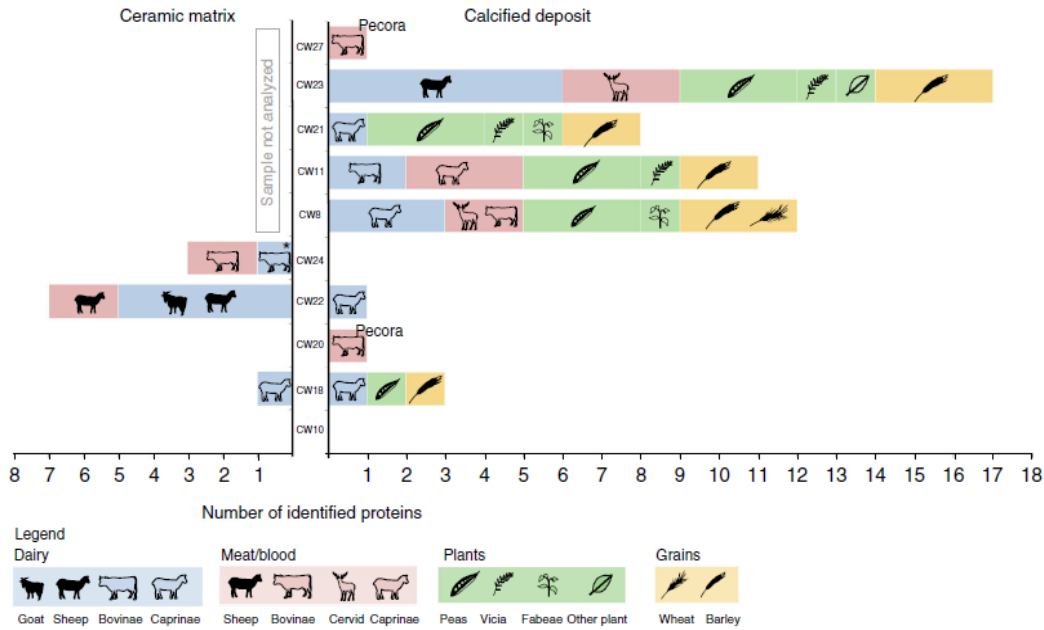 Ceramic matrix
Calcified deposit
Sample not analyzed
CW27
Pecora
CW23
CW21
CW11
CW8
CW24
*
CW22
CW20
Pecora
CW18
CW10
8 7 6 5 4 3 2 1 1 2 3 4 5 6 7 8 9 10 11 12 13 14 15 16 17 18
Number of identified proteins
Legend
Dairy Meat/blood Plants Grains
Goat Sheep Bovinae Caprinae Sheep Bovinae Cervid Caprinae Peas Vicia Fabeae Other plant Wheat Barley